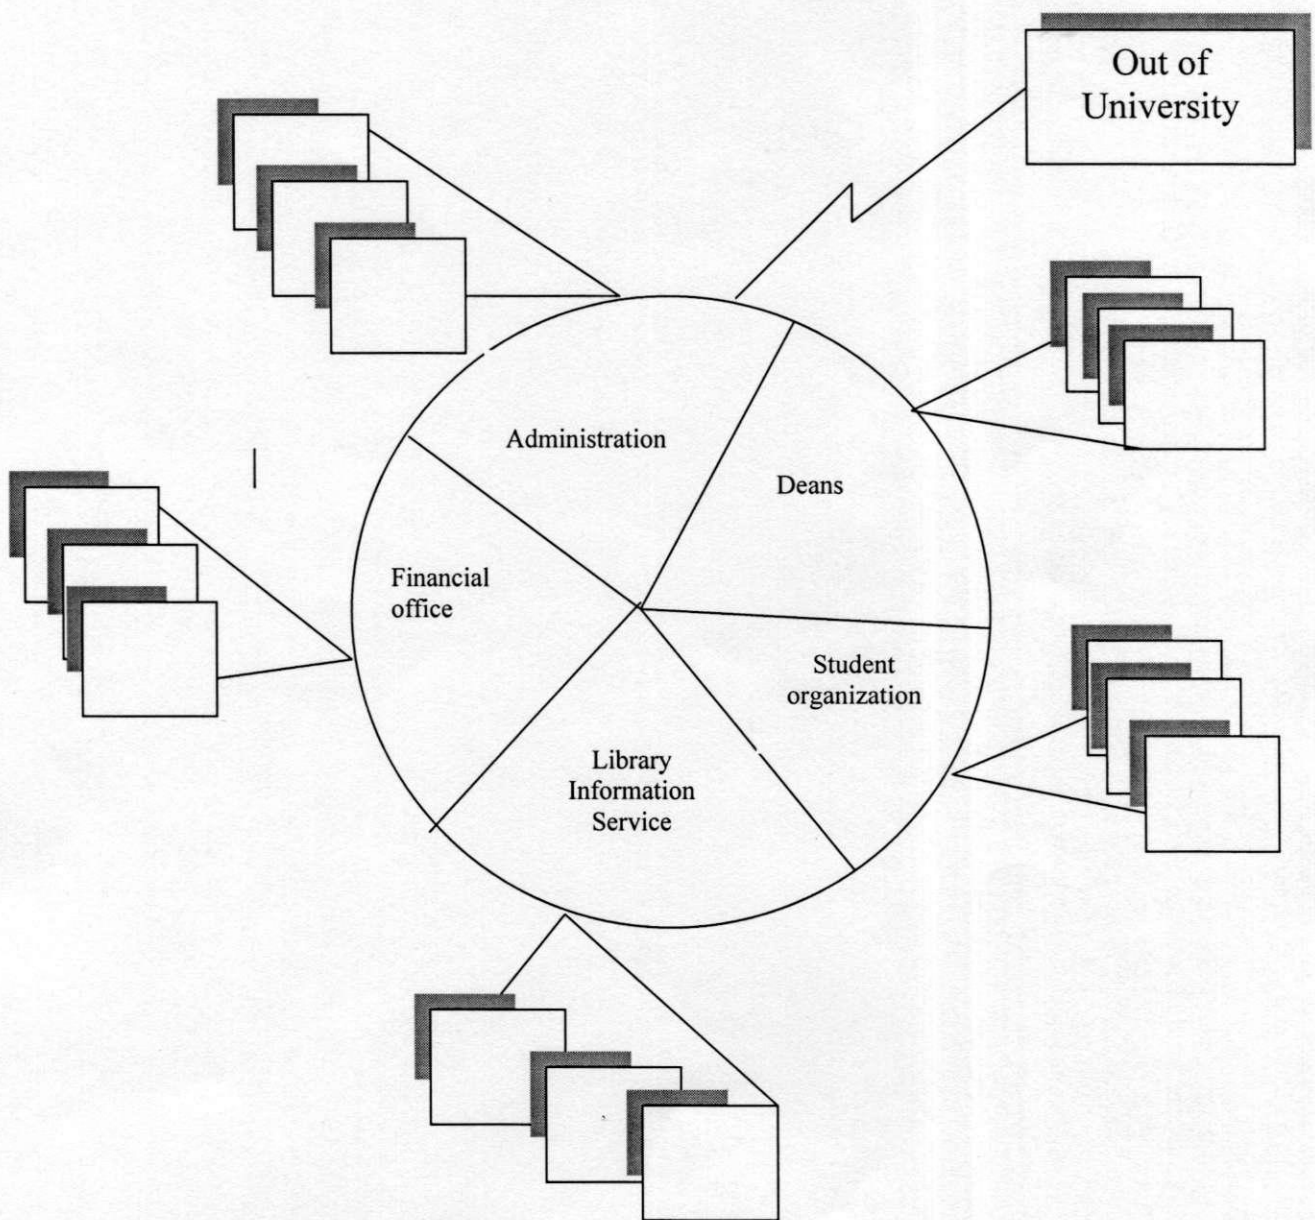 Out of
University
Administration
Deans
Financial
office
Student
organization
Library
Information
Service